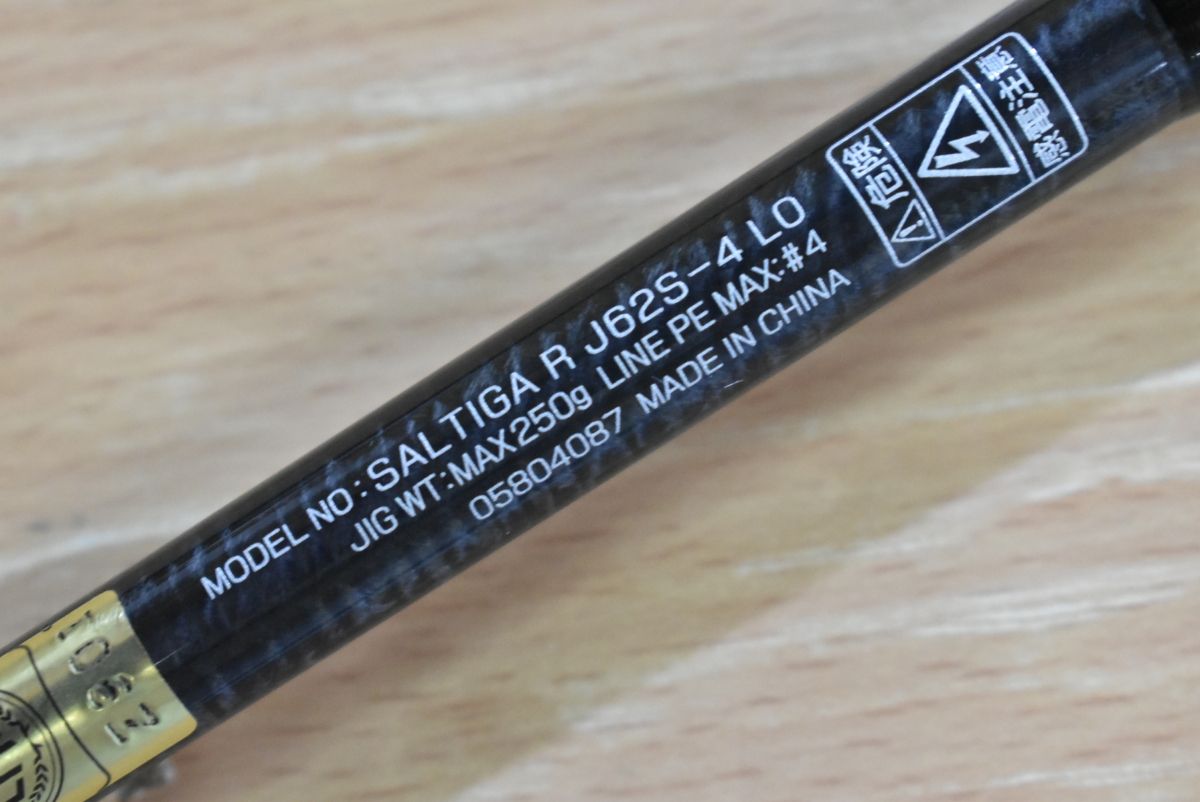 MODEL NO : SALTIGA R J62S-4 LO
JIG WT:MAX250g LINE PE MAX:#4
05804087 MADE IN CHINA
危険
感電注意